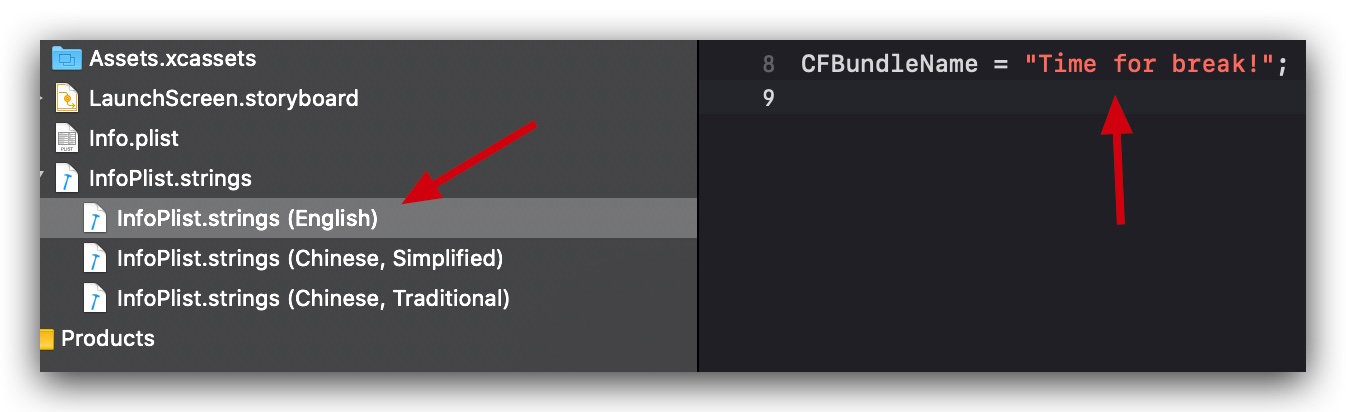 Assets.xcassets
LaunchScreen.storyboard
Info.plist
InfoPlist.strings
InfoPlist.strings (English)
InfoPlist.strings (Chinese, Simplified)
InfoPlist.strings (Chinese, Traditional)
Products
8 CFBundleName = "Time for break!";
9